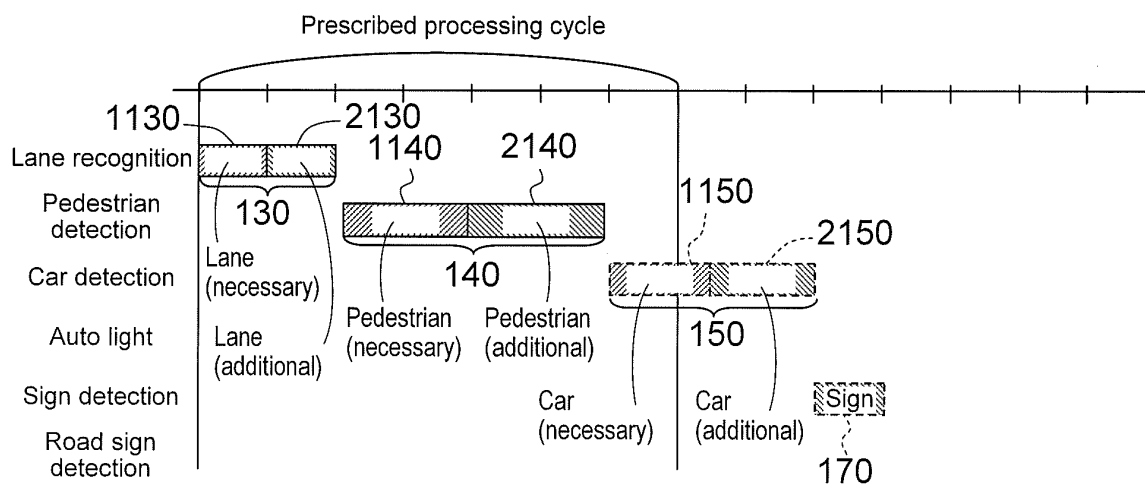 Prescribed processing cycle
1130
2130
Lane recognition
1140
2140
130
Pedestrian
detection
1150
2150
Lane
(necessary)
140
Car detection
Pedestrian
(necessary)
Pedestrian
(additional)
150
Auto light
Lane
(additional)
Sign detection
Car
(necessary)
Car
(additional)
Sign
Road sign
detection
170